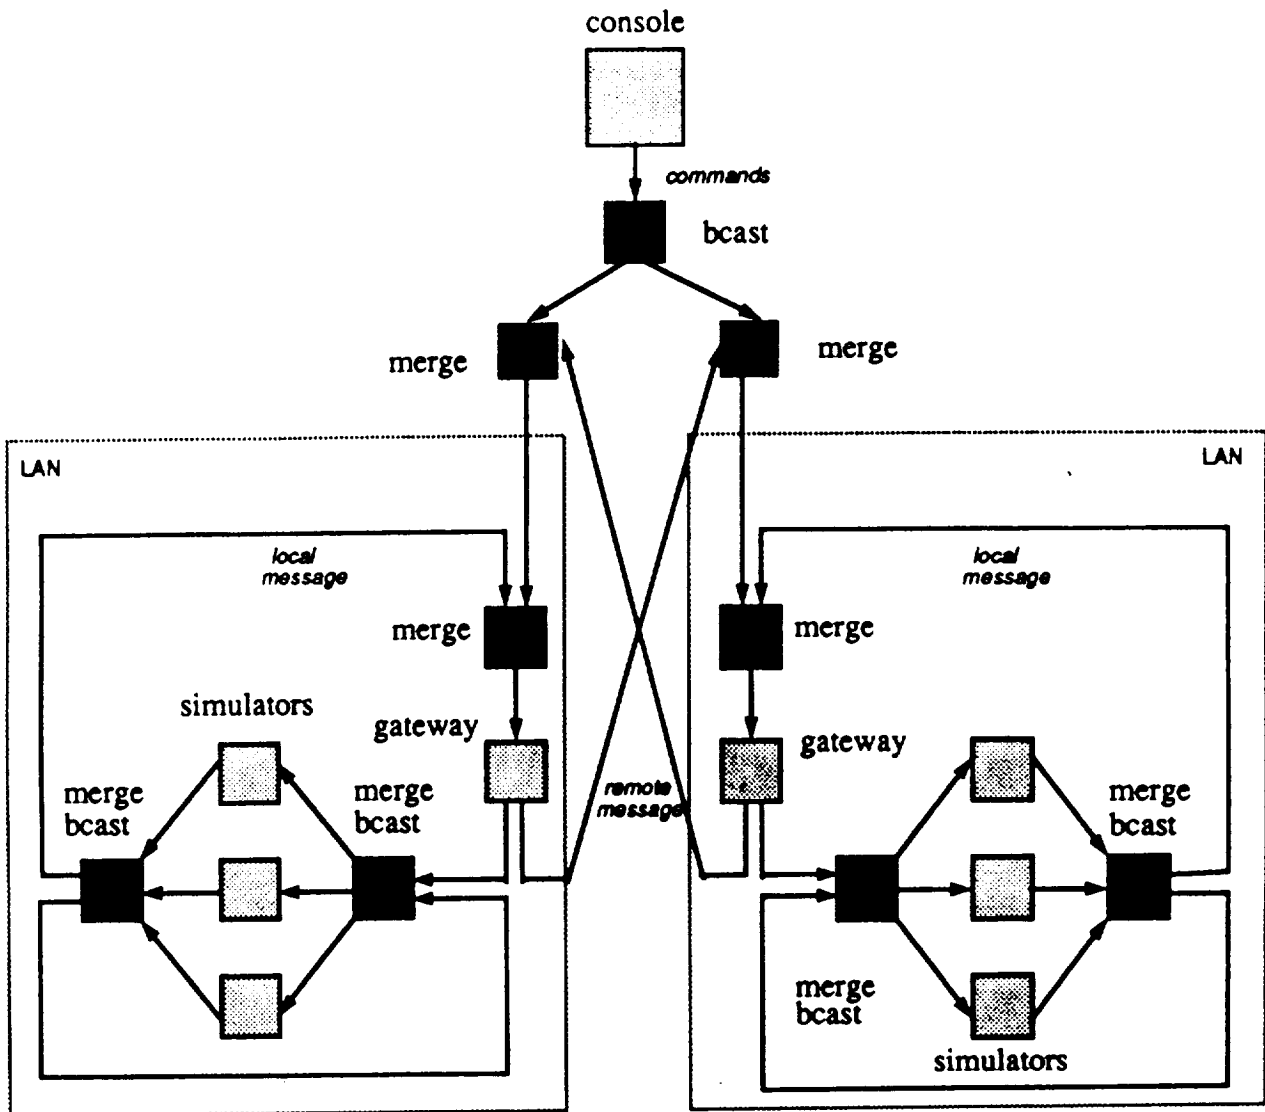 console
commands
bcast
merge
merge
LAN
LAN
local
message
local
message
merge
merge
simulators
gateway
gateway
merge
bcast
merge
bcast
remote
message
merge
bcast
merge
bcast
simulators